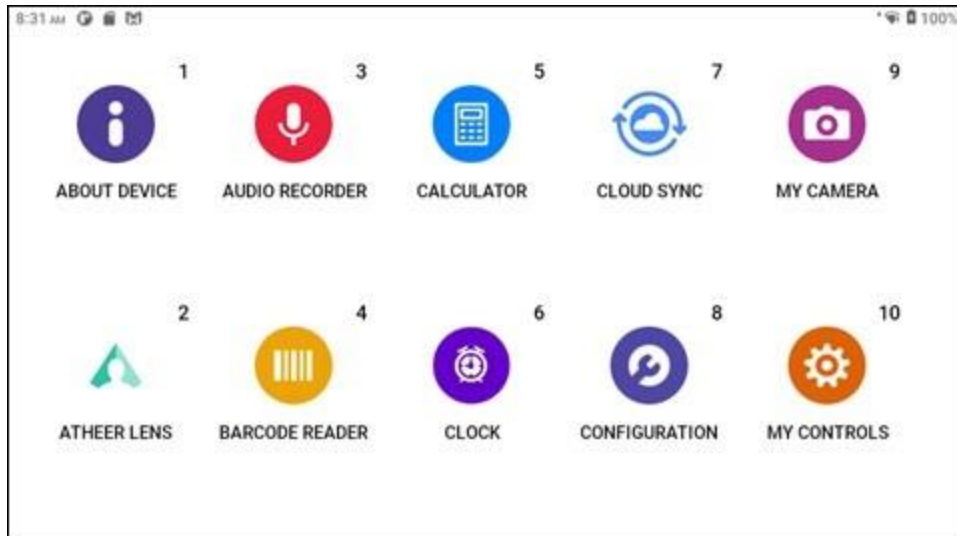 8:31 AM 100%
1 3 5 7 9
ABOUT DEVICE AUDIO RECORDER CALCULATOR CLOUD SYNC MY CAMERA
2 4 6 8 10
ATHEER LENS BARCODE READER CLOCK CONFIGURATION MY CONTROLS